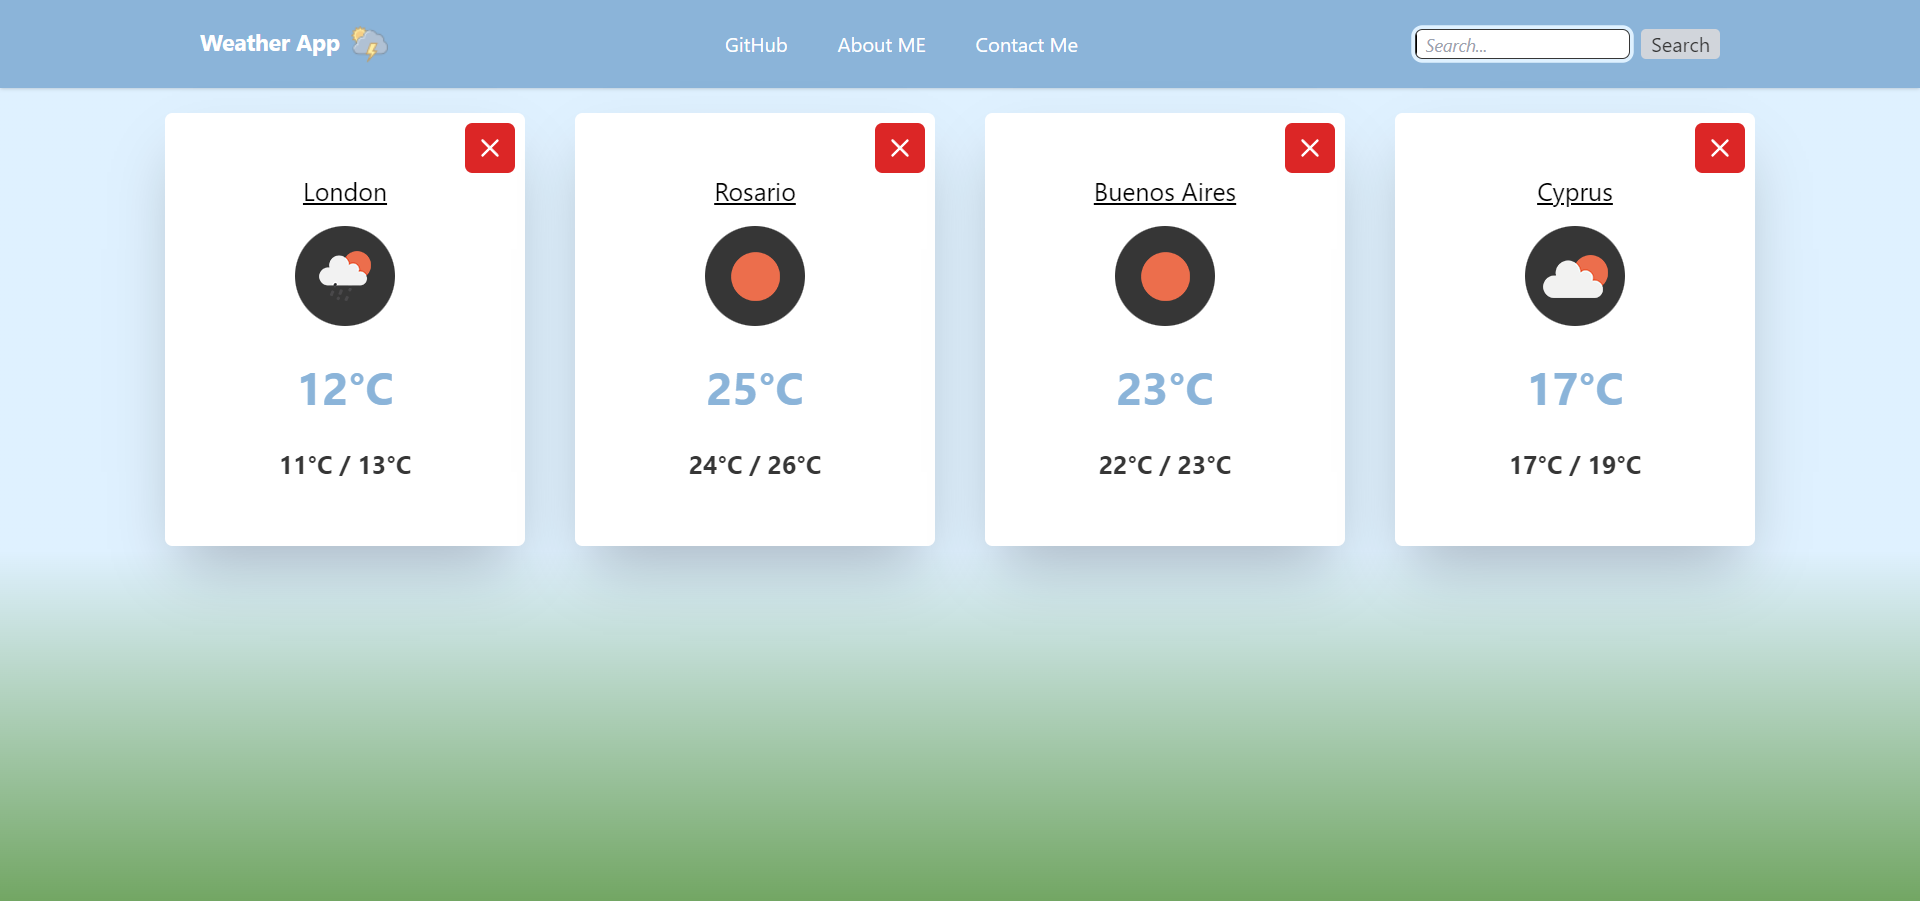 Weather App
GitHub
About ME
Contact Me
Search...
Search
London
12°C
11°C / 13°C
Rosario
25°C
24°C / 26°C
Buenos Aires
23°C
22°C / 23°C
Cyprus
17°C
17°C / 19°C